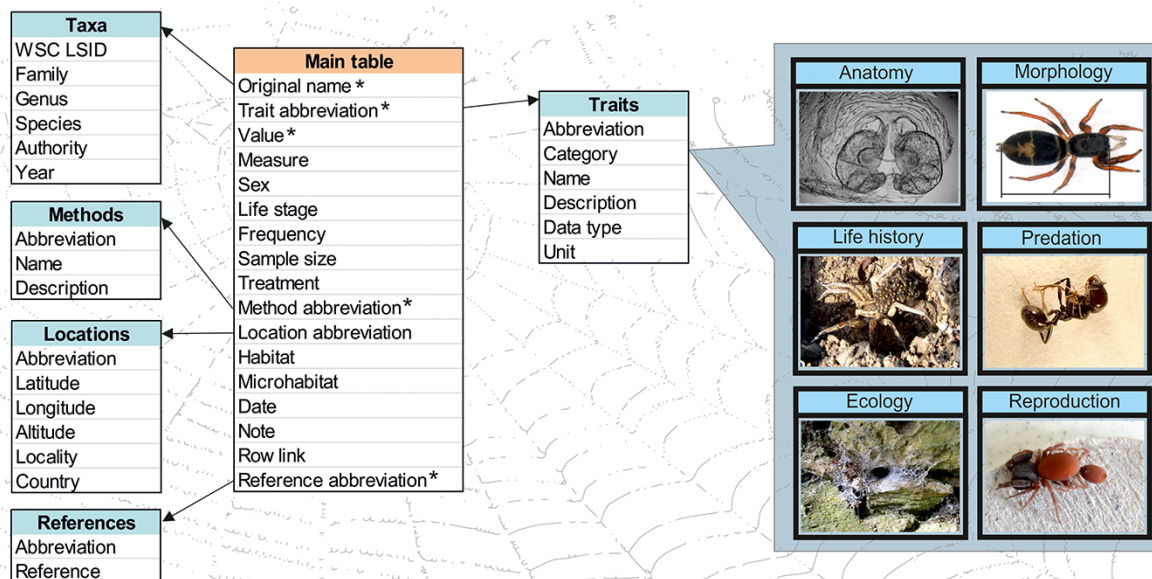 Taxa
WSC LSID
Family
Genus
Species
Authority
Year
Methods
Abbreviation
Name
Description
Locations
Abbreviation
Latitude
Longitude
Altitude
Locality
Country
References
Abbreviation
Reference
Main table
Original name *
Trait abbreviation *
Value *
Measure
Sex
Life stage
Frequency
Sample size
Treatment
Method abbreviation *
Location abbreviation
Habitat
Microhabitat
Date
Note
Row link
Reference abbreviation *
Traits
Abbreviation
Category
Name
Description
Data type
Unit
Anatomy
Morphology
Life history
Predation
Ecology
Reproduction